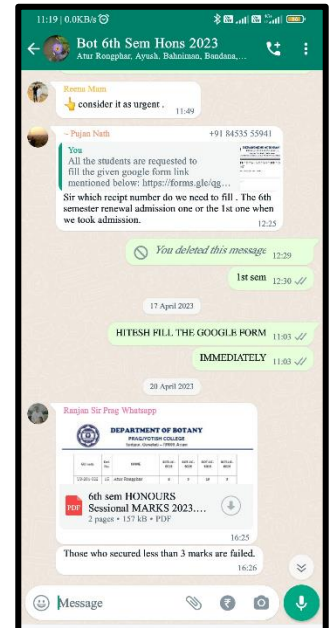 11:19 | 0.0KB/s
Bot 6th Sem Hons 2023
Atur Rongphar, Ayush, Bahniman, Bandana,...
Reema Mam
👆 consider it as urgent .
11:49
~ Pujan Nath +91 84535 55941
You
All the students are requested to
fill the given google form link
mentioned below: https://forms.gle/qg...
Sir which recipt number do we need to fill . The 6th
semester renewal admission one or the 1st one when
we took admission.
12:25
You deleted this message 12:29
1st sem 12:30
17 April 2023
HITESH FILL THE GOOGLE FORM 11:03
IMMEDIATELY 11:03
20 April 2023
Ranjan Sir Prag Whatsapp
DEPARTMENT OF BOTANY
PRAGJYOTISH COLLEGE
NAME
Atur Rongphar
PDF
6th sem HONOURS
Sessional MARKS 2023....
2 pages • 157 kB • PDF
16:25
Those who secured less than 3 marks are failed.
16:26
Message